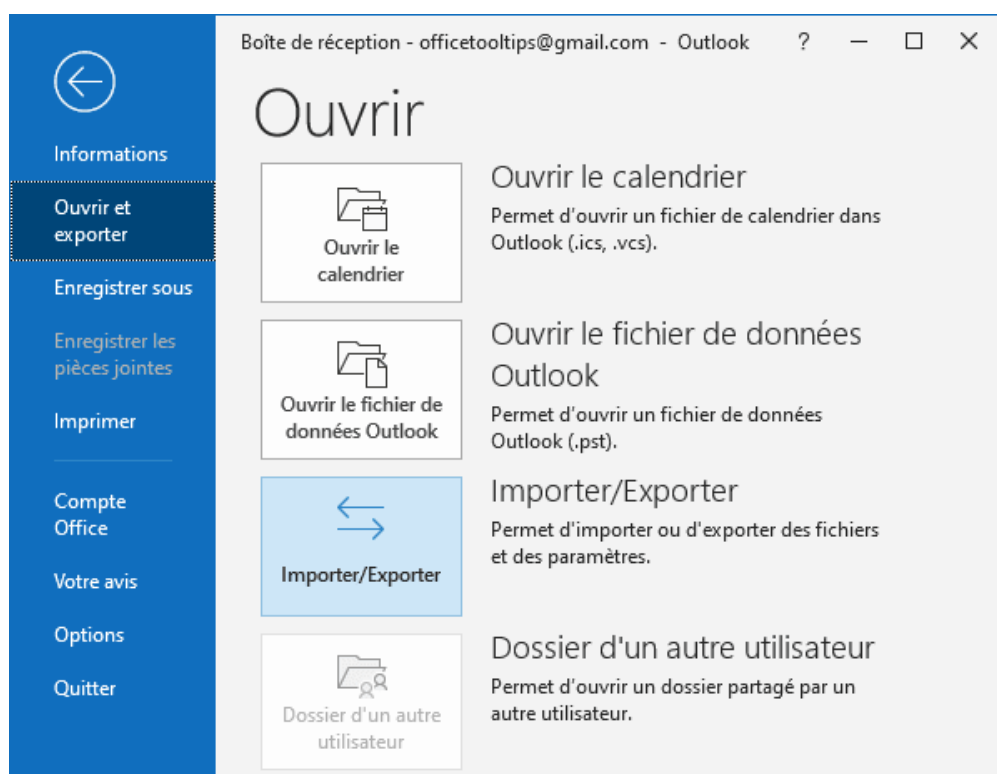 Boîte de réception - officetooltips@gmail.com - Outlook ?
Informations
Ouvrir et
exporter
Enregistrer sous
Enregistrer les
pièces jointes
Imprimer
Compte
Office
Votre avis
Options
Quitter
Ouvrir
Ouvrir le
calendrier
Ouvrir le calendrier
Permet d'ouvrir un fichier de calendrier dans
Outlook (.ics, .vcs).
Ouvrir le fichier de
données Outlook
Ouvrir le fichier de données
Outlook
Permet d'ouvrir un fichier de données
Outlook (.pst).
Importer/Exporter
Importer/Exporter
Permet d'importer ou d'exporter des fichiers
et des paramètres.
Dossier d'un autre
utilisateur
Dossier d'un autre utilisateur
Permet d'ouvrir un dossier partagé par un
autre utilisateur.